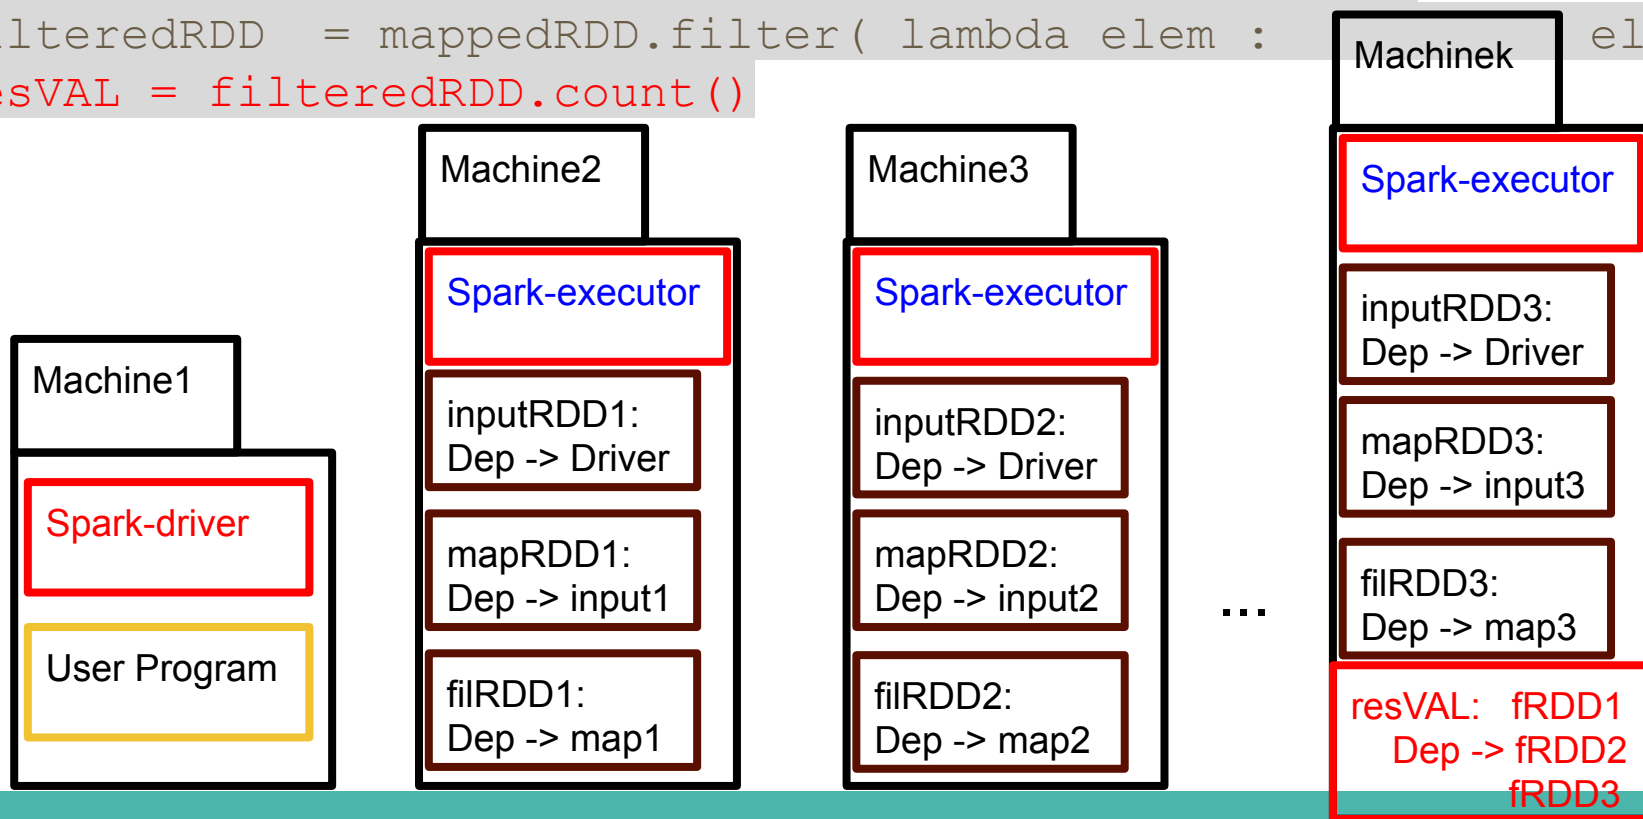 lteredRDD = mappedRDD.filter( lambda elem : el
esVAL = filteredRDD.count()
Machine1
Spark-driver
User Program
Machine2
Spark-executor
inputRDD1:
Dep -> Driver
mapRDD1:
Dep -> input1
filRDD1:
Dep -> map1
Machine3
Spark-executor
inputRDD2:
Dep -> Driver
mapRDD2:
Dep -> input2
filRDD2:
Dep -> map2
...
Machinek
Spark-executor
inputRDD3:
Dep -> Driver
mapRDD3:
Dep -> input3
filRDD3:
Dep -> map3
resVAL: fRDD1
Dep -> fRDD2
fRDD3